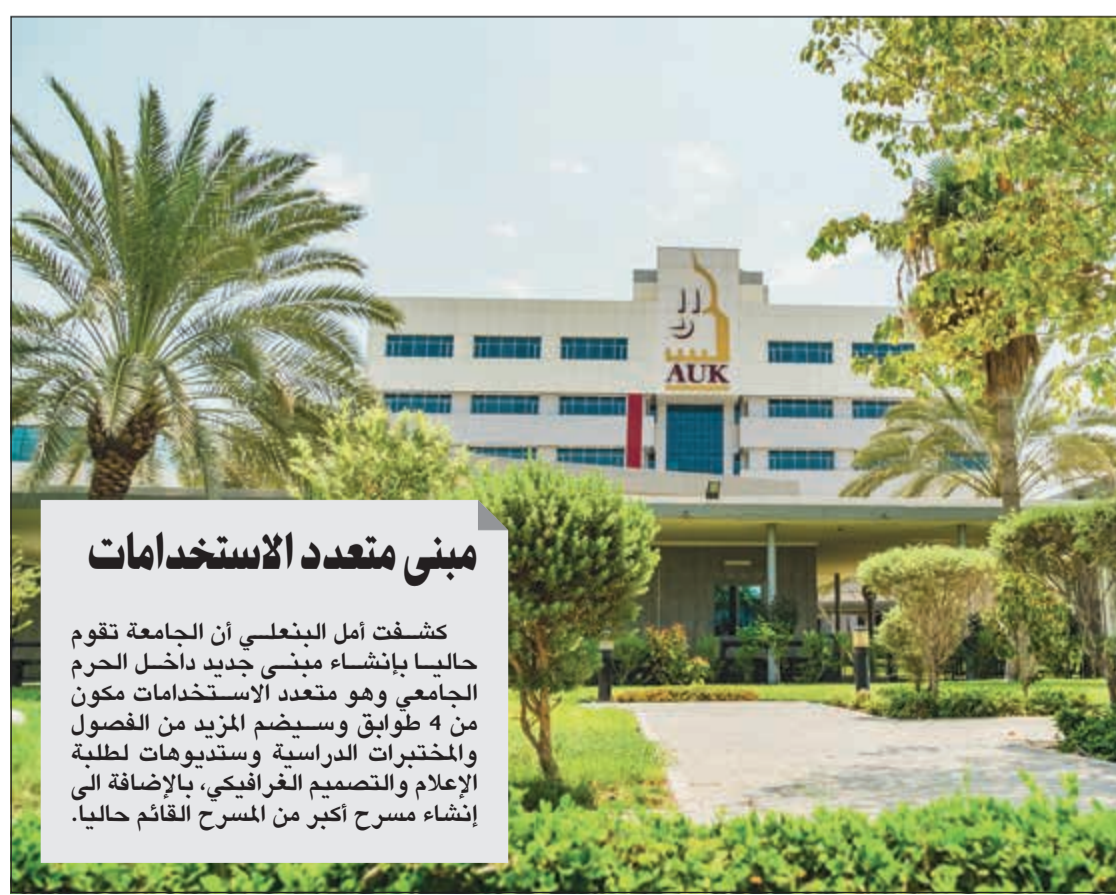 AUK
مبنى متعدد الاستخدامات
كشفت أمل البنعلي أن الجامعة تقوم
حاليا بإنشاء مبنى جديد داخل الحرم
الجامعي وهو متعدد الاستخدامات مكون
من 4 طوابق وسيضم المزيد من الفصول
والمختبرات الدراسية وستديوهات لطلبة
الإعلام والتصميم الغرافيكي، بالإضافة الى
إنشاء مسرح أكبر من المسرح القائم حاليا.